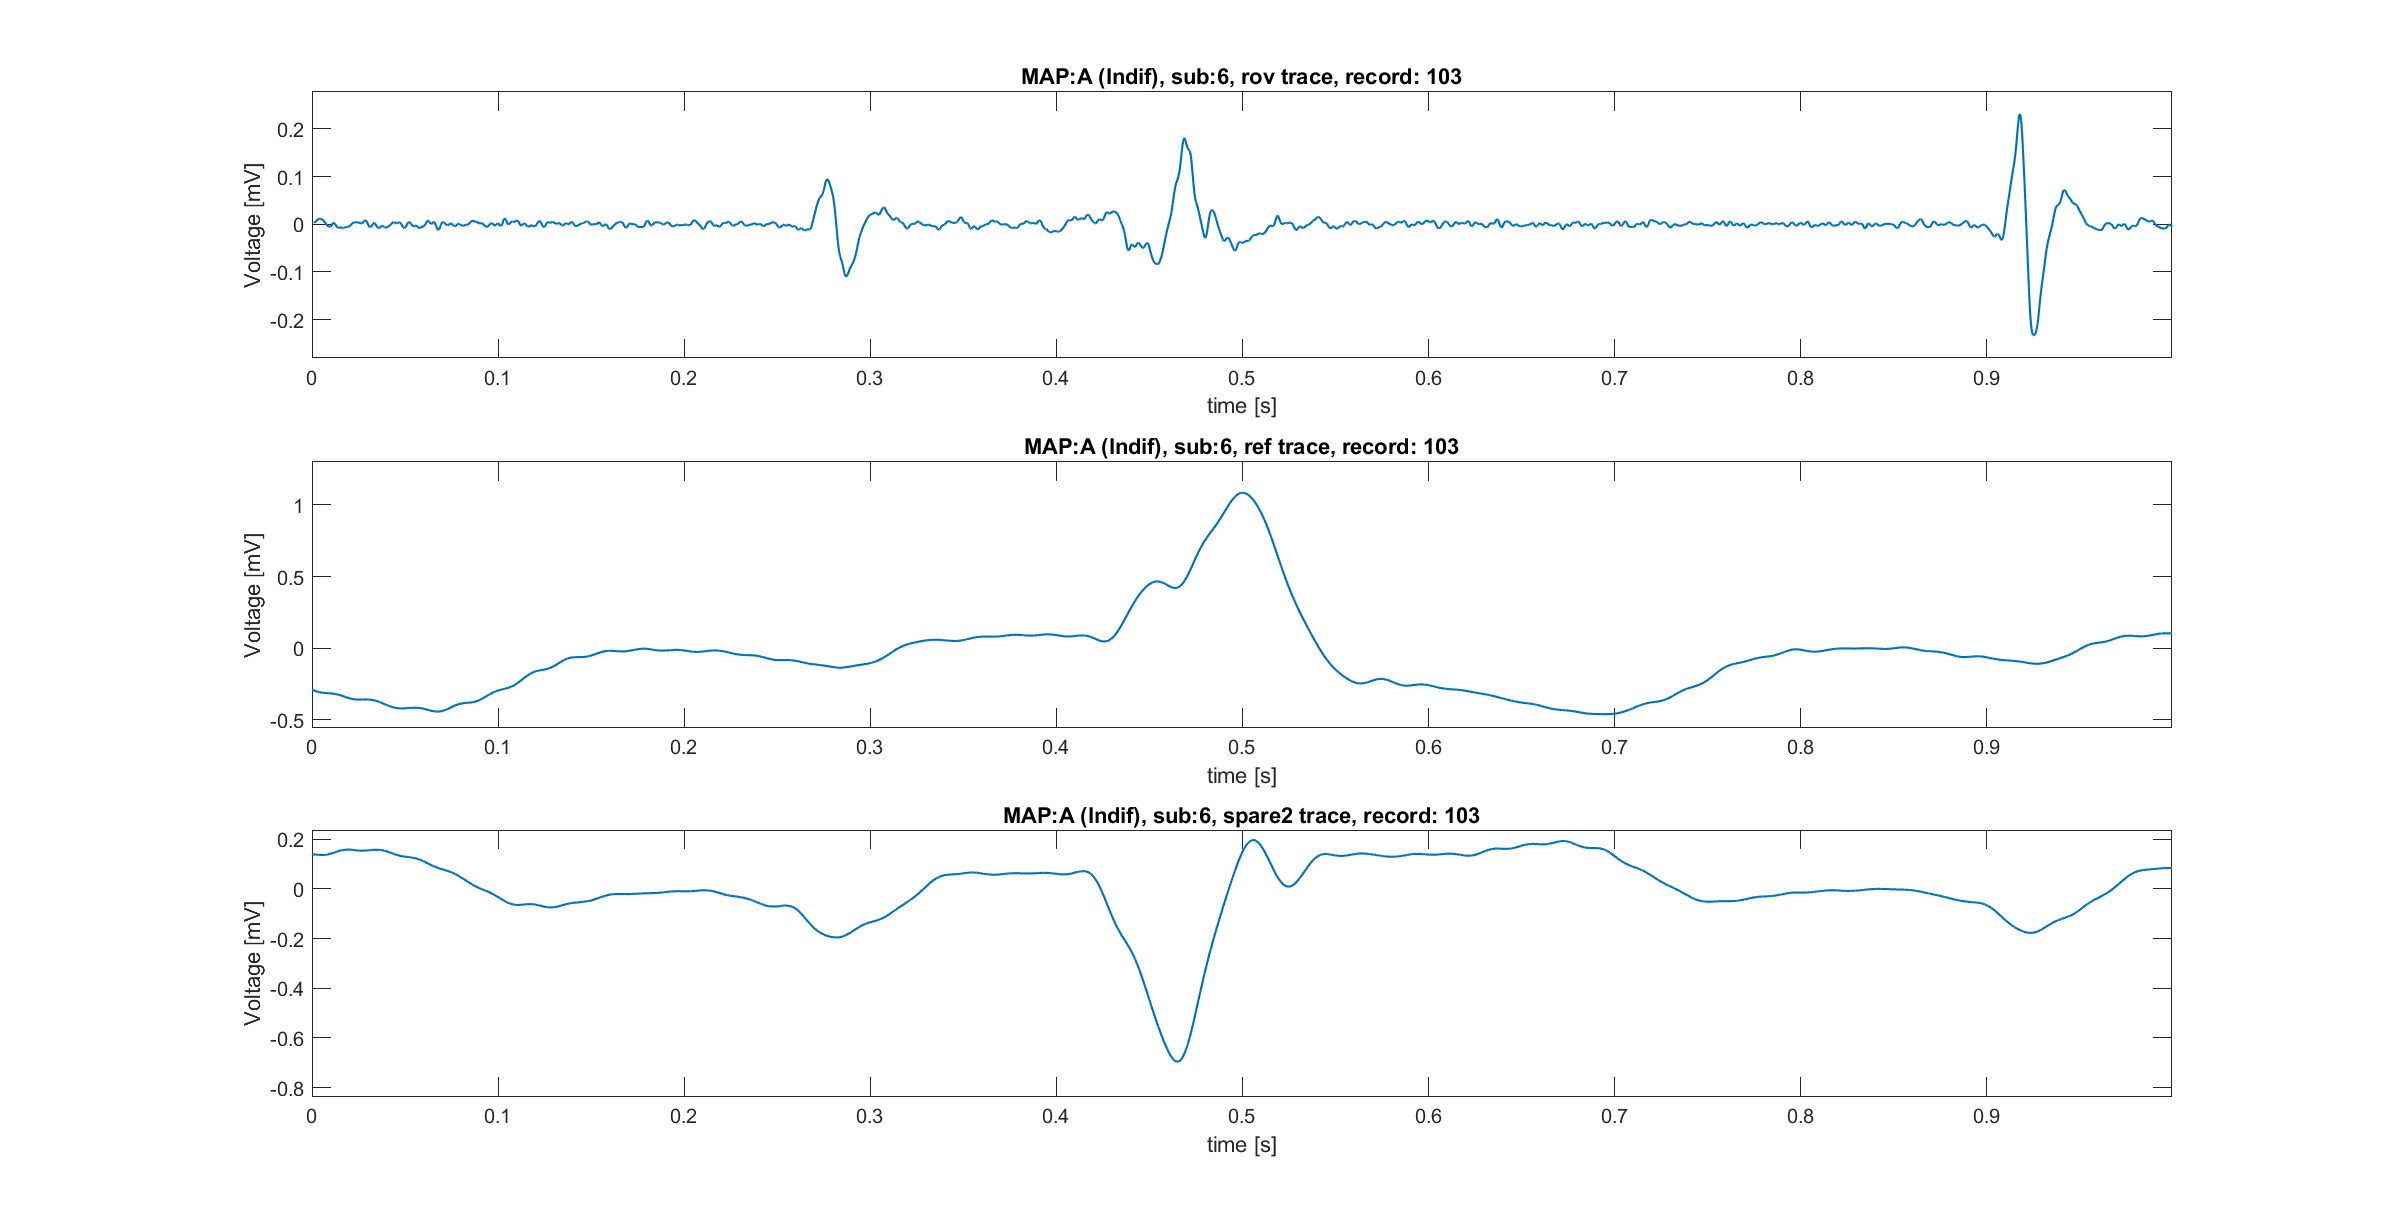 MAP:A (Indif), sub:6, rov trace, record: 103
Voltage [mV]
0.2
0.1
0
-0.1
-0.2
0 0.1 0.2 0.3 0.4 0.5 0.6 0.7 0.8 0.9
time [s]
MAP:A (Indif), sub:6, ref trace, record: 103
Voltage [mV]
1
0.5
0
-0.5
0 0.1 0.2 0.3 0.4 0.5 0.6 0.7 0.8 0.9
time [s]
MAP:A (Indif), sub:6, spare2 trace, record: 103
Voltage [mV]
0.2
0
-0.2
-0.4
-0.6
-0.8
0 0.1 0.2 0.3 0.4 0.5 0.6 0.7 0.8 0.9
time [s]